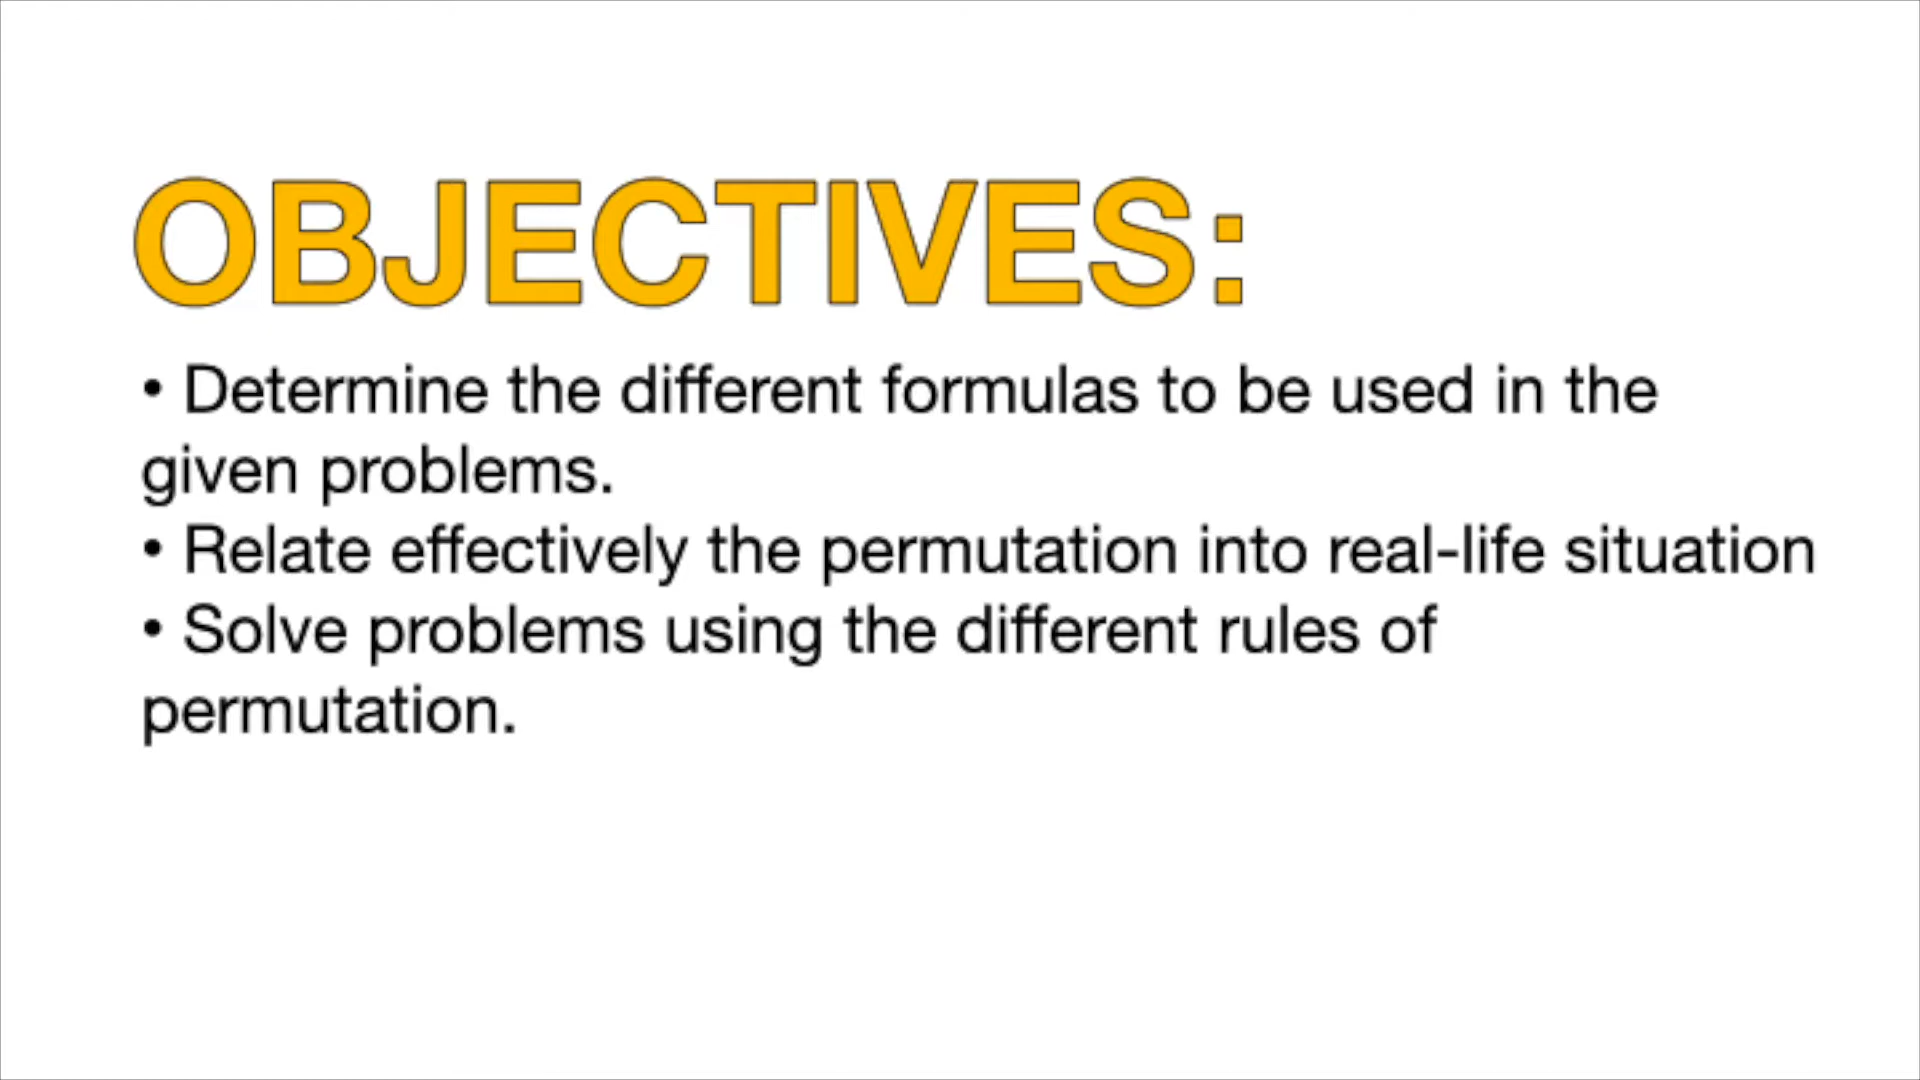 OBJECTIVES:
• Determine the different formulas to be used in the
given problems.
• Relate effectively the permutation into real-life situation
• Solve problems using the different rules of
permutation.